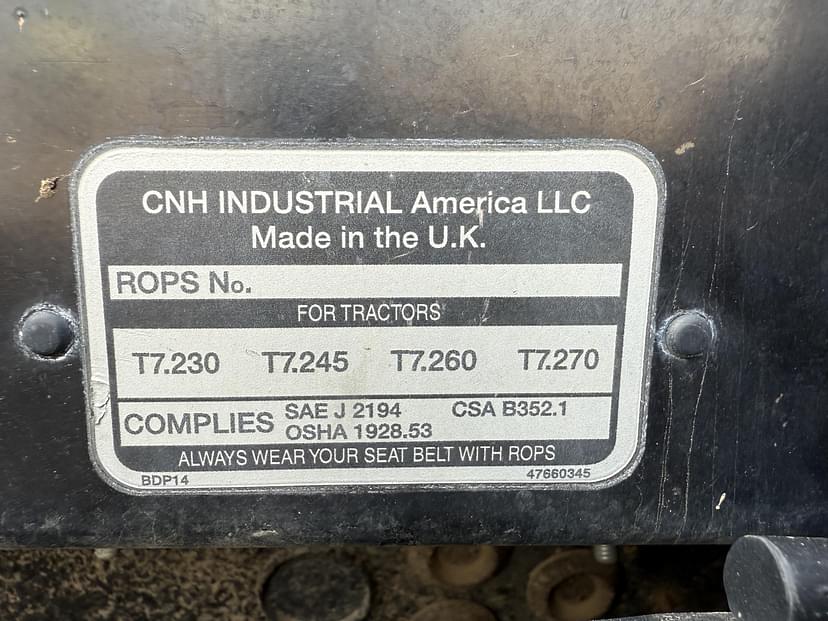 CNH INDUSTRIAL America LLC
Made in the U.K.
ROPS No.
FOR TRACTORS
T7.230 T7.245 T7.260 T7.270
COMPLIES SAE J 2194 CSA B352.1
OSHA 1928.53
ALWAYS WEAR YOUR SEAT BELT WITH ROPS
BDP14 47660345